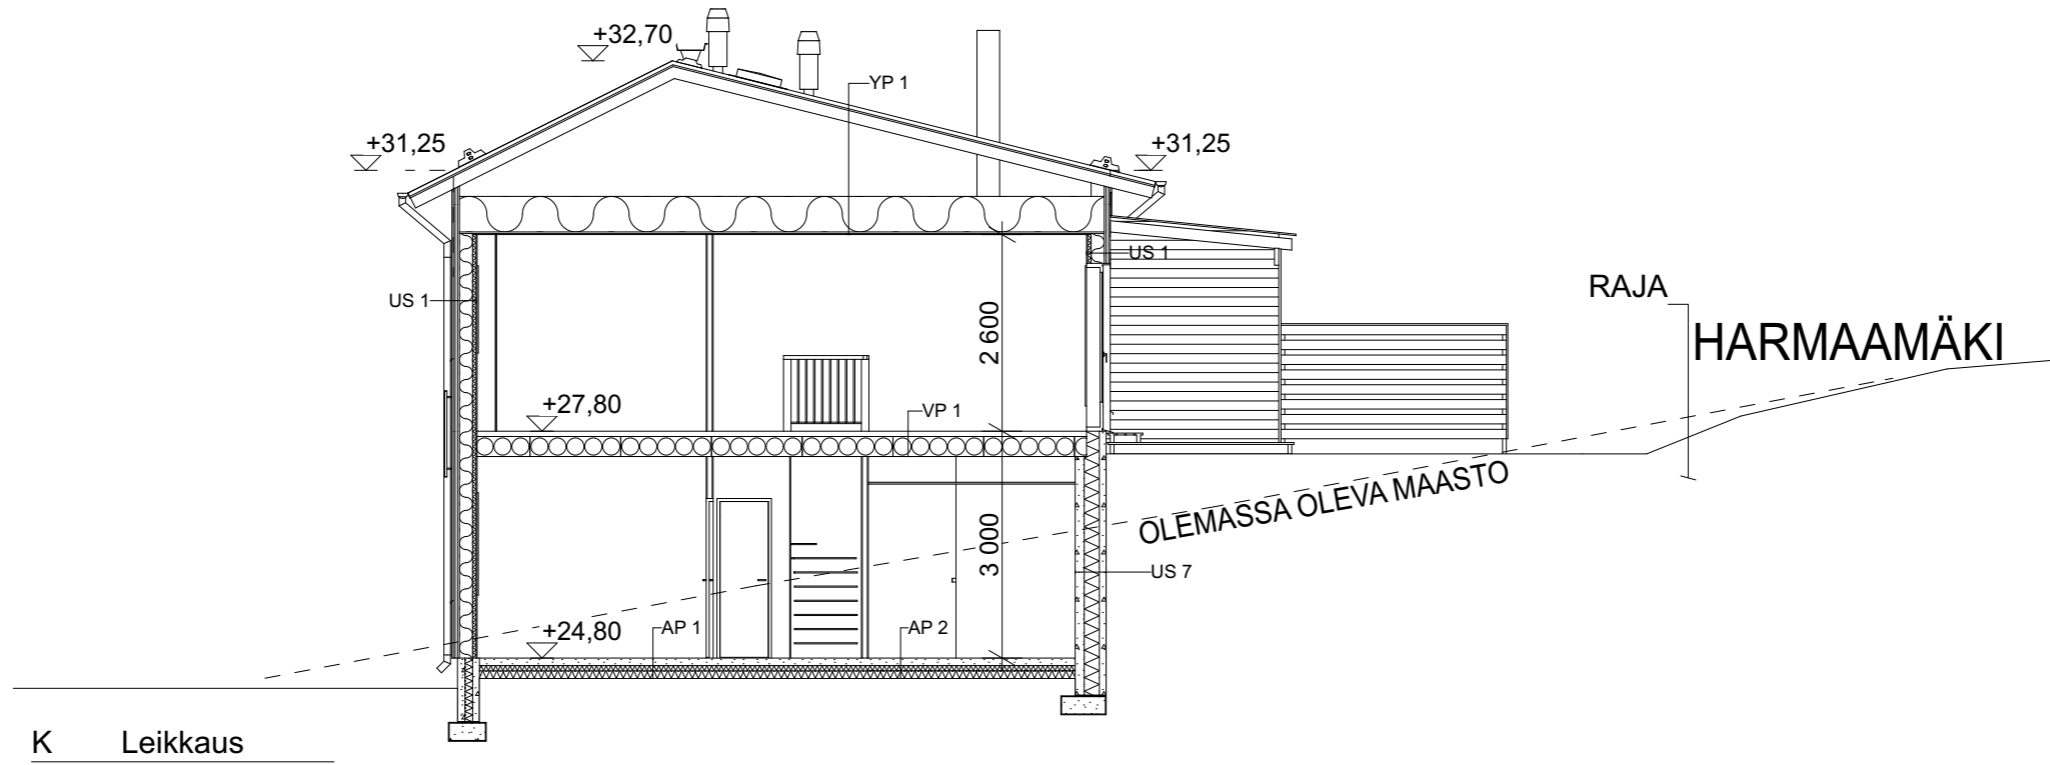 +32,70
YP 1
+31,25
+31,25
US 1
US 1
RAJA
HARMAAMÄKI
2 600
+27,80
VP 1
OLEMASSA OLEVA MAASTO
3 000
US 7
+24,80
AP 1
AP 2
K Leikkaus